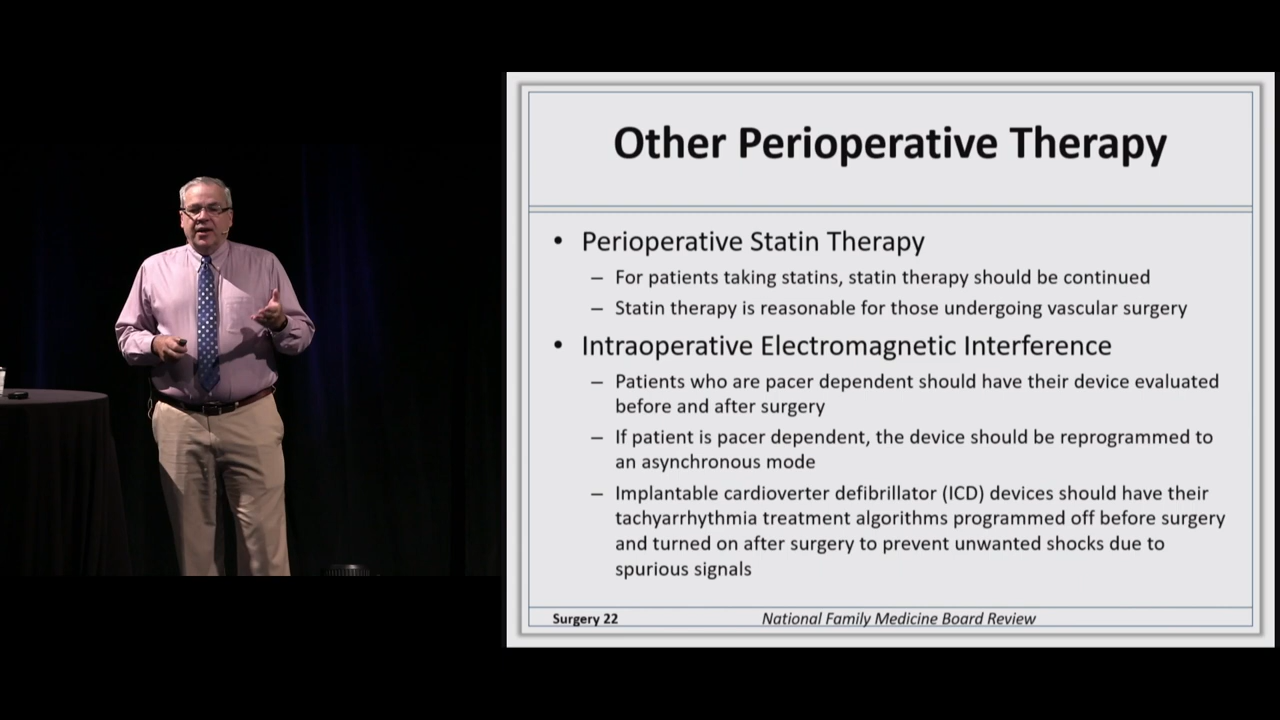 Other Perioperative Therapy
• Perioperative Statin Therapy
– For patients taking statins, statin therapy should be continued
– Statin therapy is reasonable for those undergoing vascular surgery
• Intraoperative Electromagnetic Interference
– Patients who are pacer dependent should have their device evaluated
before and after surgery
– If patient is pacer dependent, the device should be reprogrammed to
an asynchronous mode
– Implantable cardioverter defibrillator (ICD) devices should have their
tachyarrhythmia treatment algorithms programmed off before surgery
and turned on after surgery to prevent unwanted shocks due to
spurious signals
Surgery 22
National Family Medicine Board Review